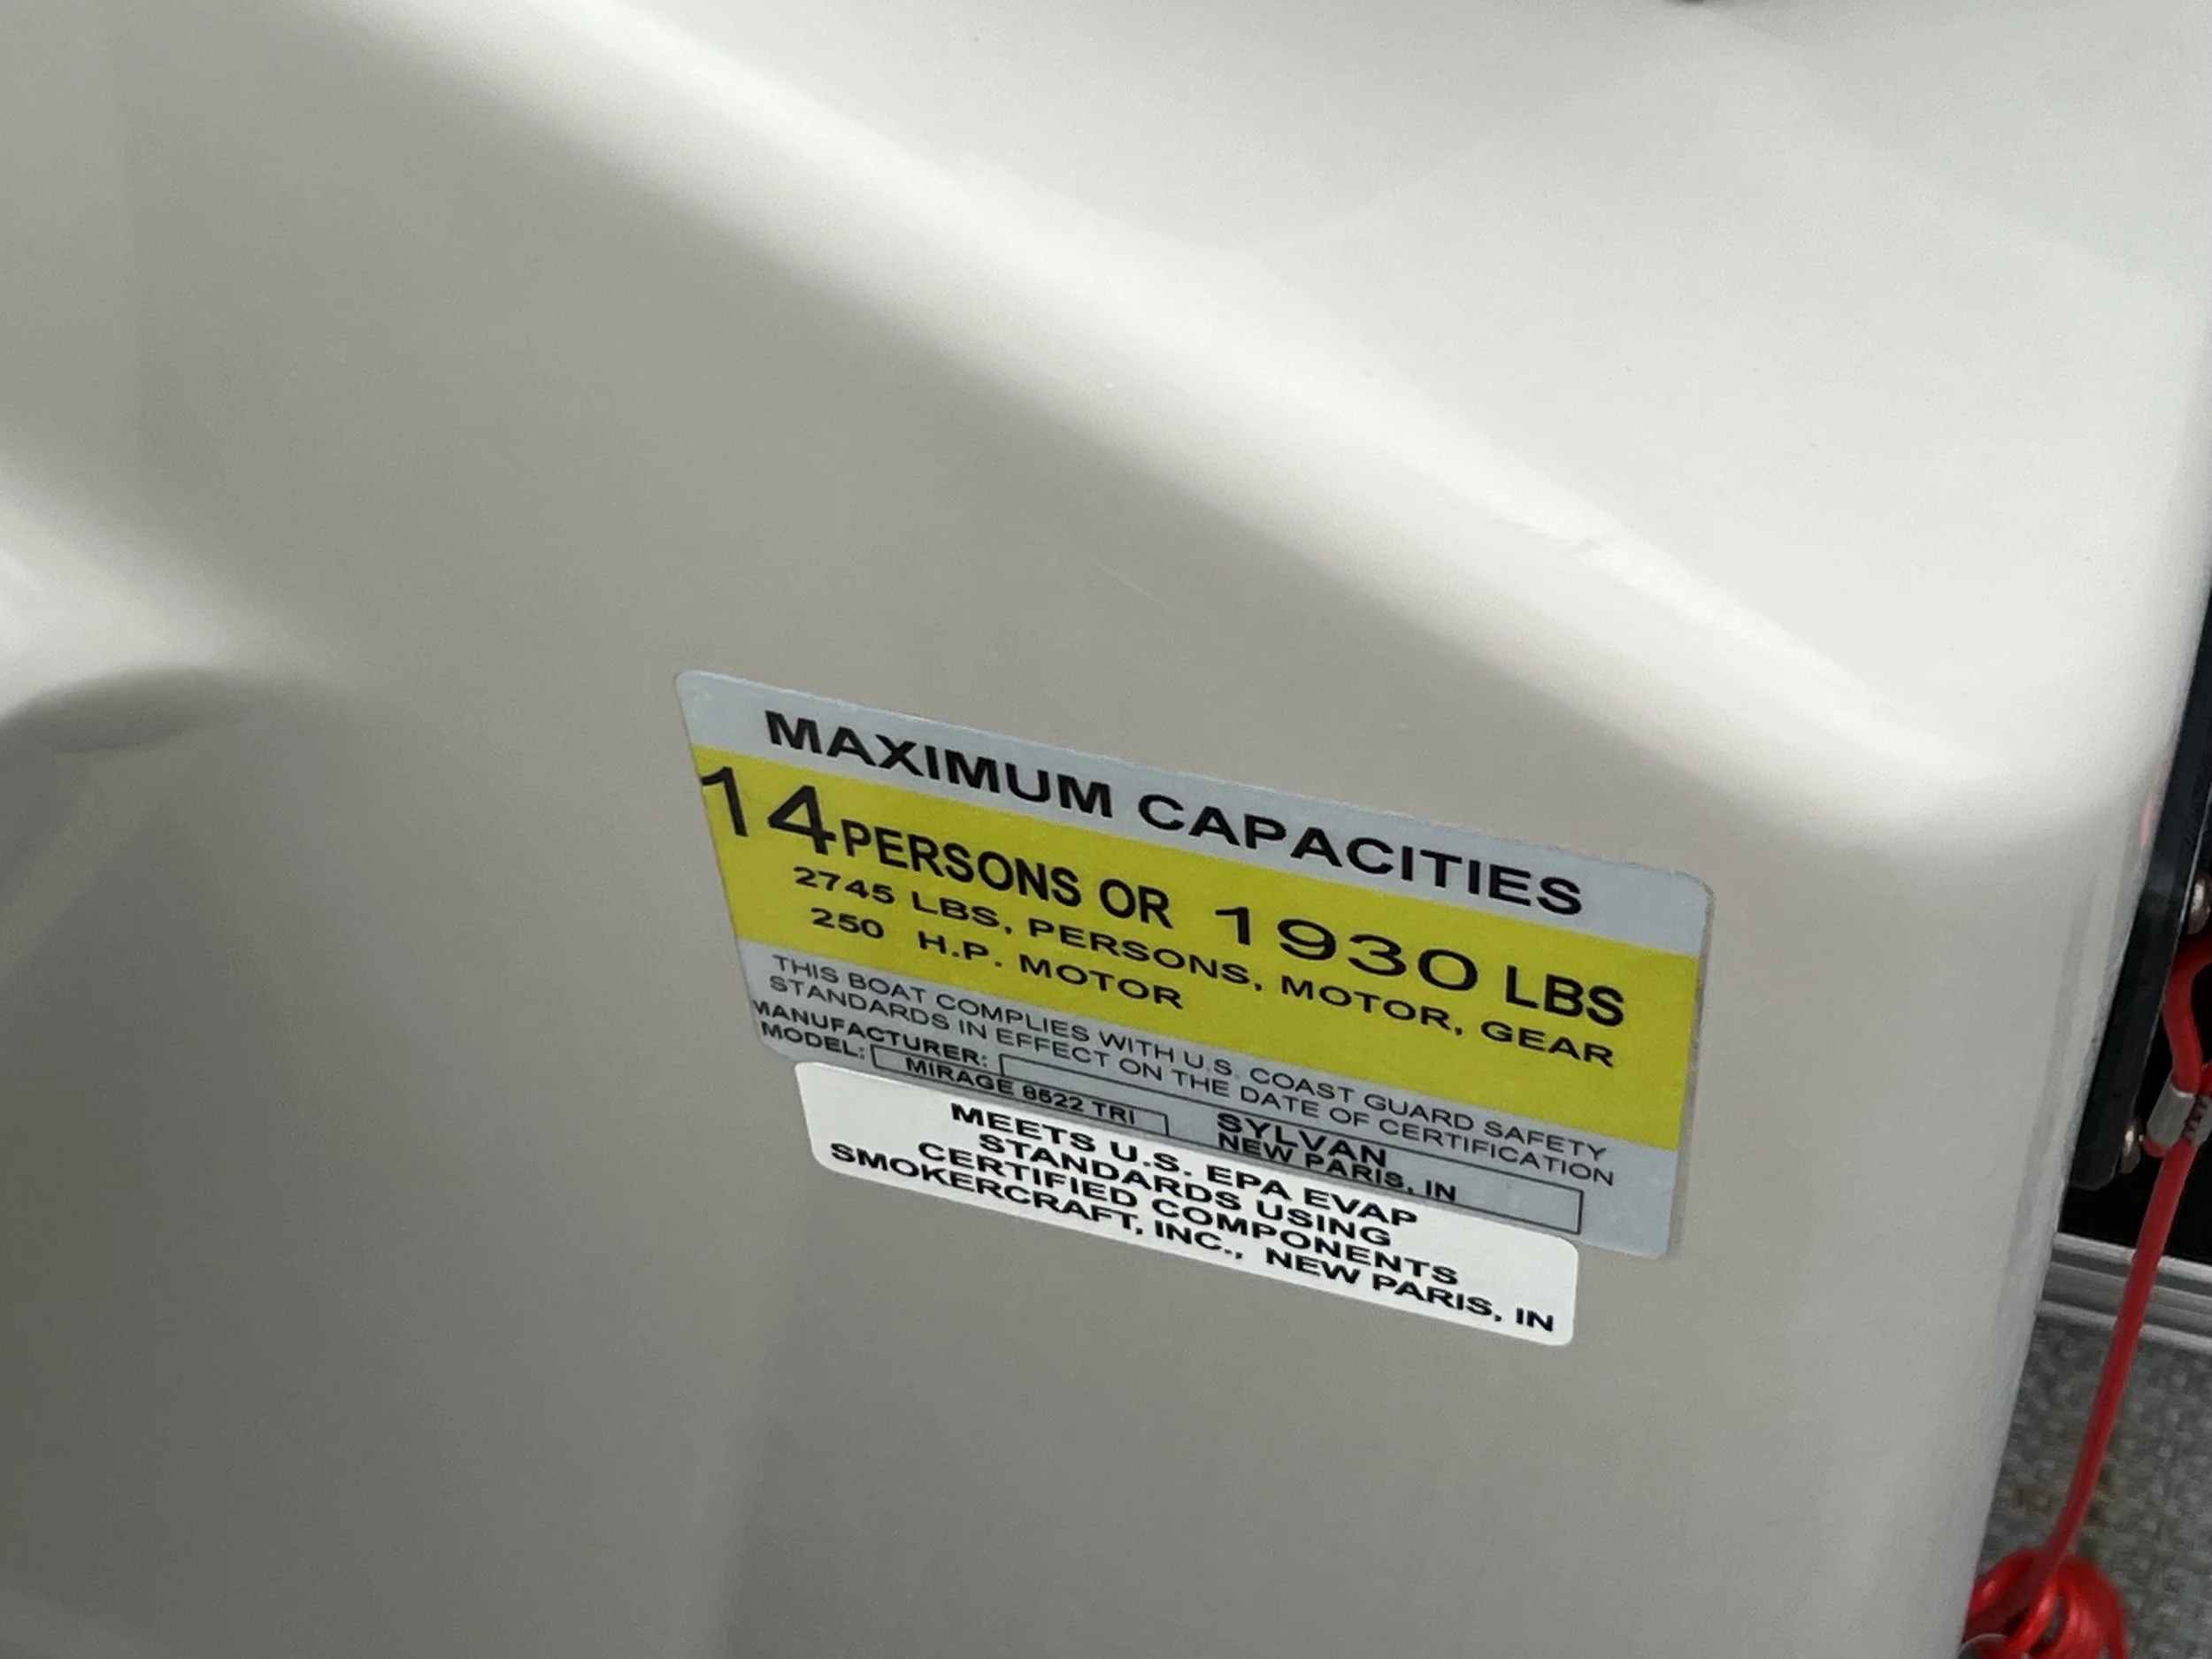 MAXIMUM CAPACITIES
14 PERSONS OR 1930 LBS
2745 LBS, PERSONS, MOTOR, GEAR
250 H.P. MOTOR
THIS BOAT COMPLIES WITH U.S. COAST GUARD SAFETY
STANDARDS IN EFFECT ON THE DATE OF CERTIFICATION
MANUFACTURER: SYLVAN
NEW PARIS, IN
MODEL: MIRAGE 8522 TRI
MEETS U.S. EPA EVAP
STANDARDS USING
CERTIFIED COMPONENTS
SMOKERCRAFT, INC., NEW PARIS, IN